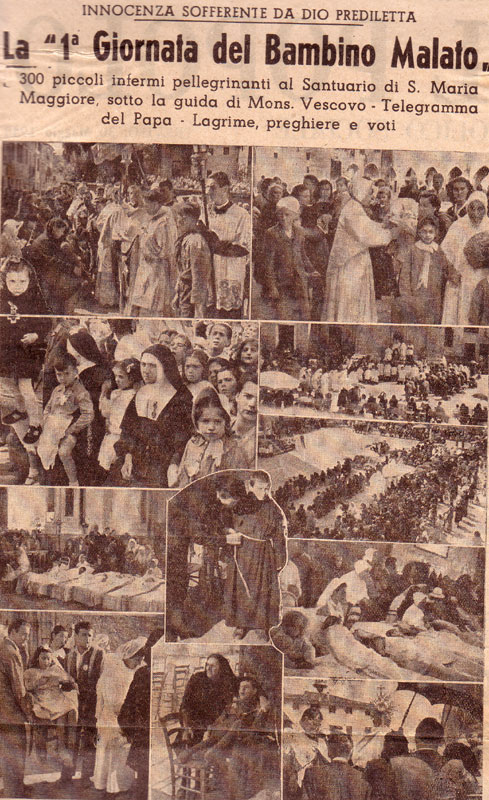 INNOCENZA SOFFERENTE DA DIO PREDILETTA
La "1ª Giornata del Bambino Malato„
300 piccoli infermi pellegrinanti al Santuario di S. Maria
Maggiore, sotto la guida di Mons. Vescovo - Telegramma
del Papa - Lagrime, preghiere e voti